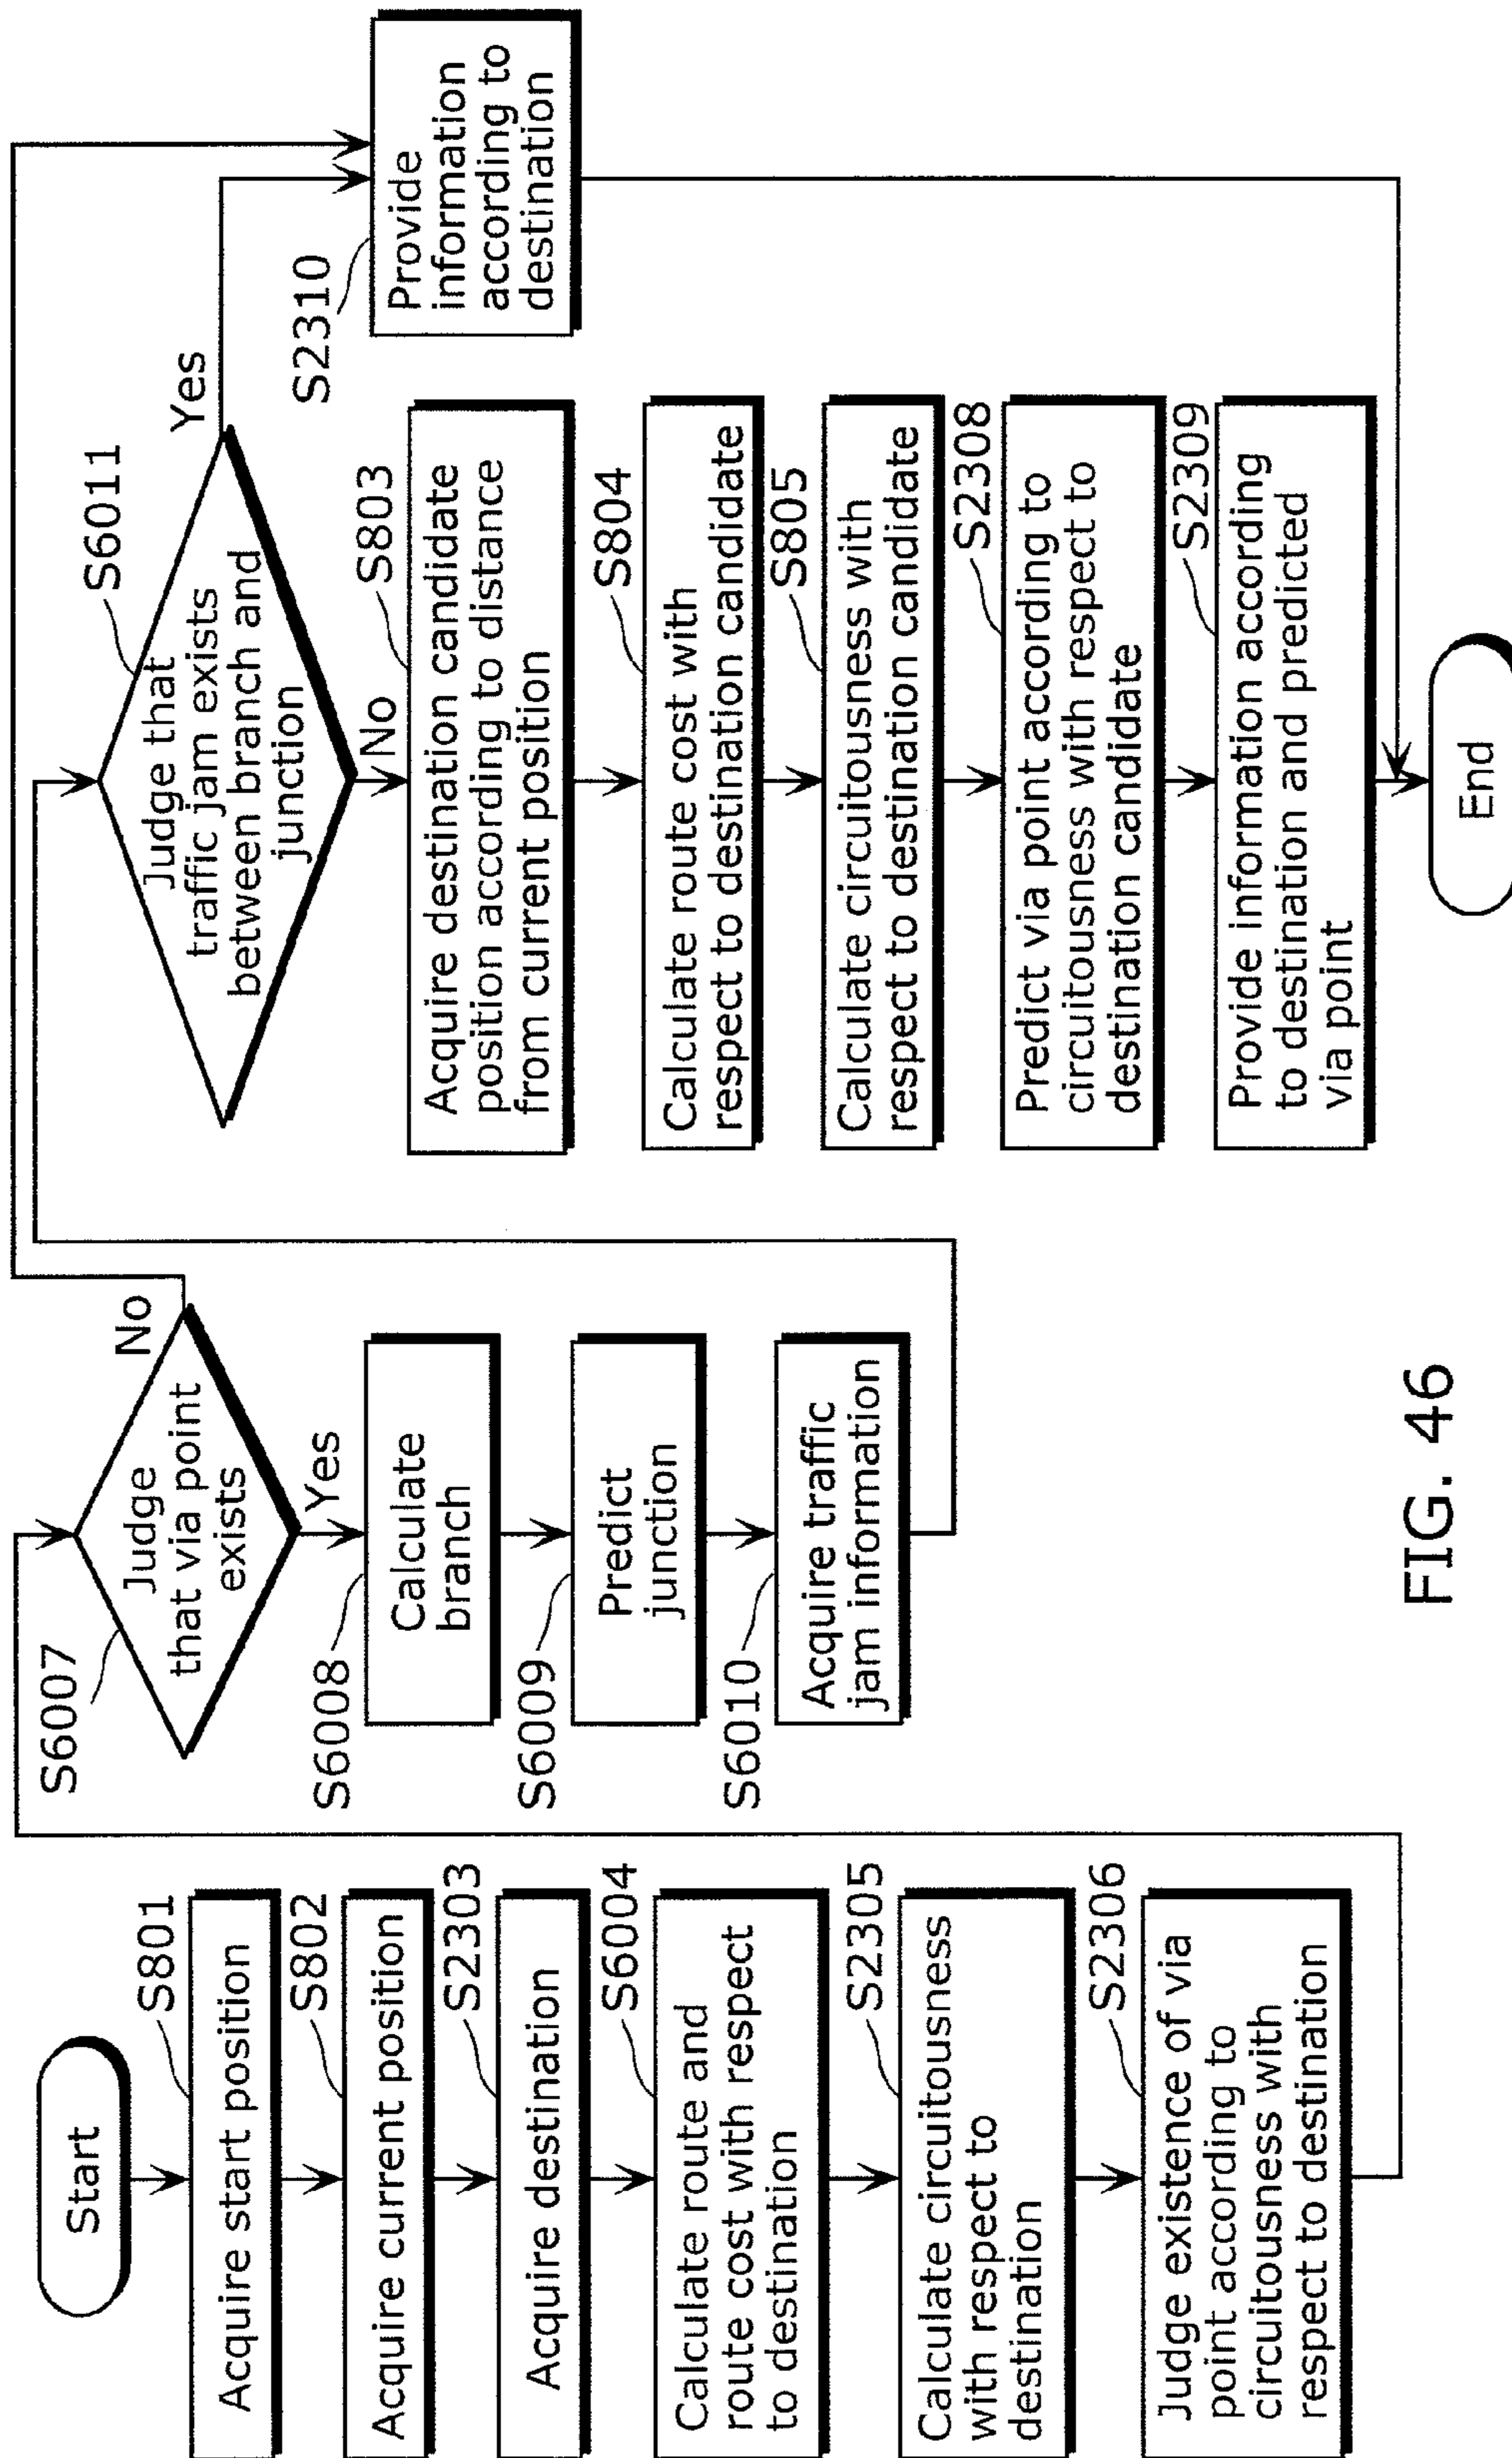 Start
S801
Acquire start position
S802
Acquire current position
S2303
Acquire destination
S6004
Calculate route and
route cost with respect
to destination
S2305
Calculate circuitousness
with respect to
destination
S2306
Judge existence of via
point according to
circuitousness with
respect to destination
S6007
Judge
that via point
exists
No
Yes
S6008
Calculate
branch
S6009
Predict
junction
S6010
Acquire traffic
jam information
S6011
Judge that
traffic jam exists
between branch and
junction
Yes
No
S803
Acquire destination candidate
position according to distance
from current position
S804
Calculate route cost with
respect to destination candidate
S805
Calculate circuitousness with
respect to destination candidate
S2308
Predict via point according to
circuitousness with respect to
destination candidate
S2309
Provide information according
to destination and predicted
via point
S2310
Provide
information
according to
destination
End
FIG. 46